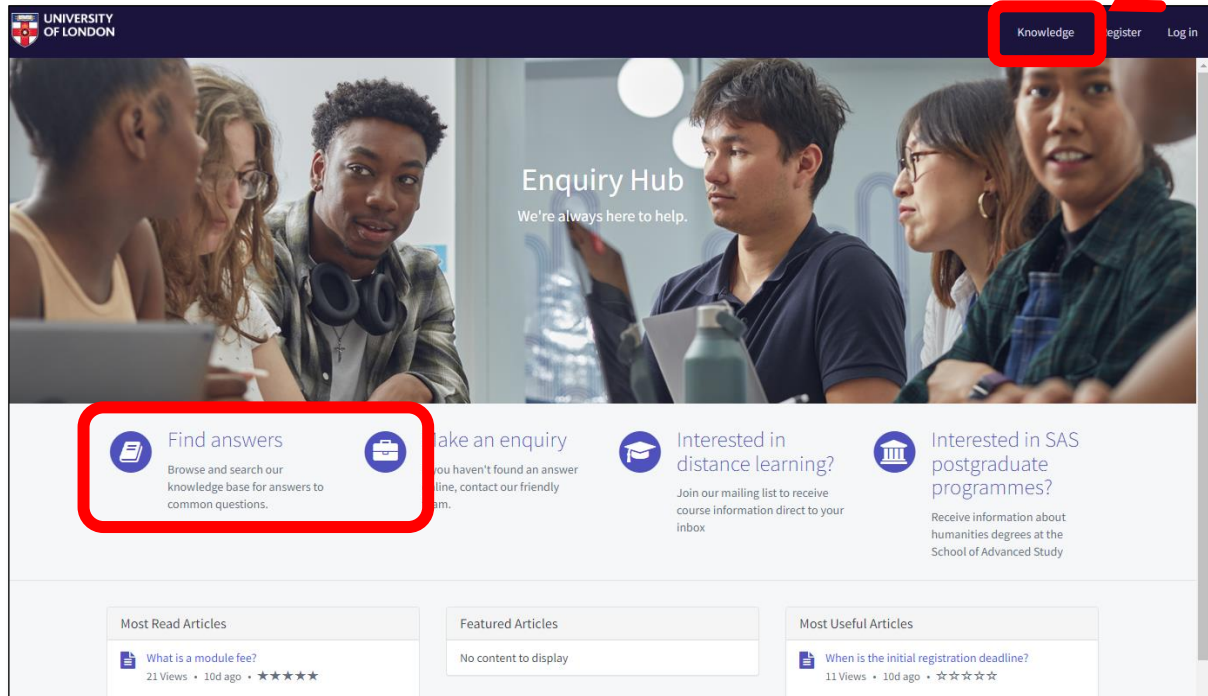 UNIVERSITY
OF LONDON
Knowledge
egister
Log in
Enquiry Hub
We're always here to help.
Find answers
Browse and search our
knowledge base for answers to
common questions.
ake an enquiry
you haven't found an answer
line, contact our friendly
am.
Interested in
distance learning?
Join our mailing list to receive
course information direct to your
inbox
Interested in SAS
postgraduate
programmes?
Receive information about
humanities degrees at the
School of Advanced Study
Most Read Articles
What is a module fee?
21 Views • 10d ago • ★★★★★
Featured Articles
No content to display
Most Useful Articles
When is the initial registration deadline?
11 Views • 10d ago • ☆☆☆☆☆